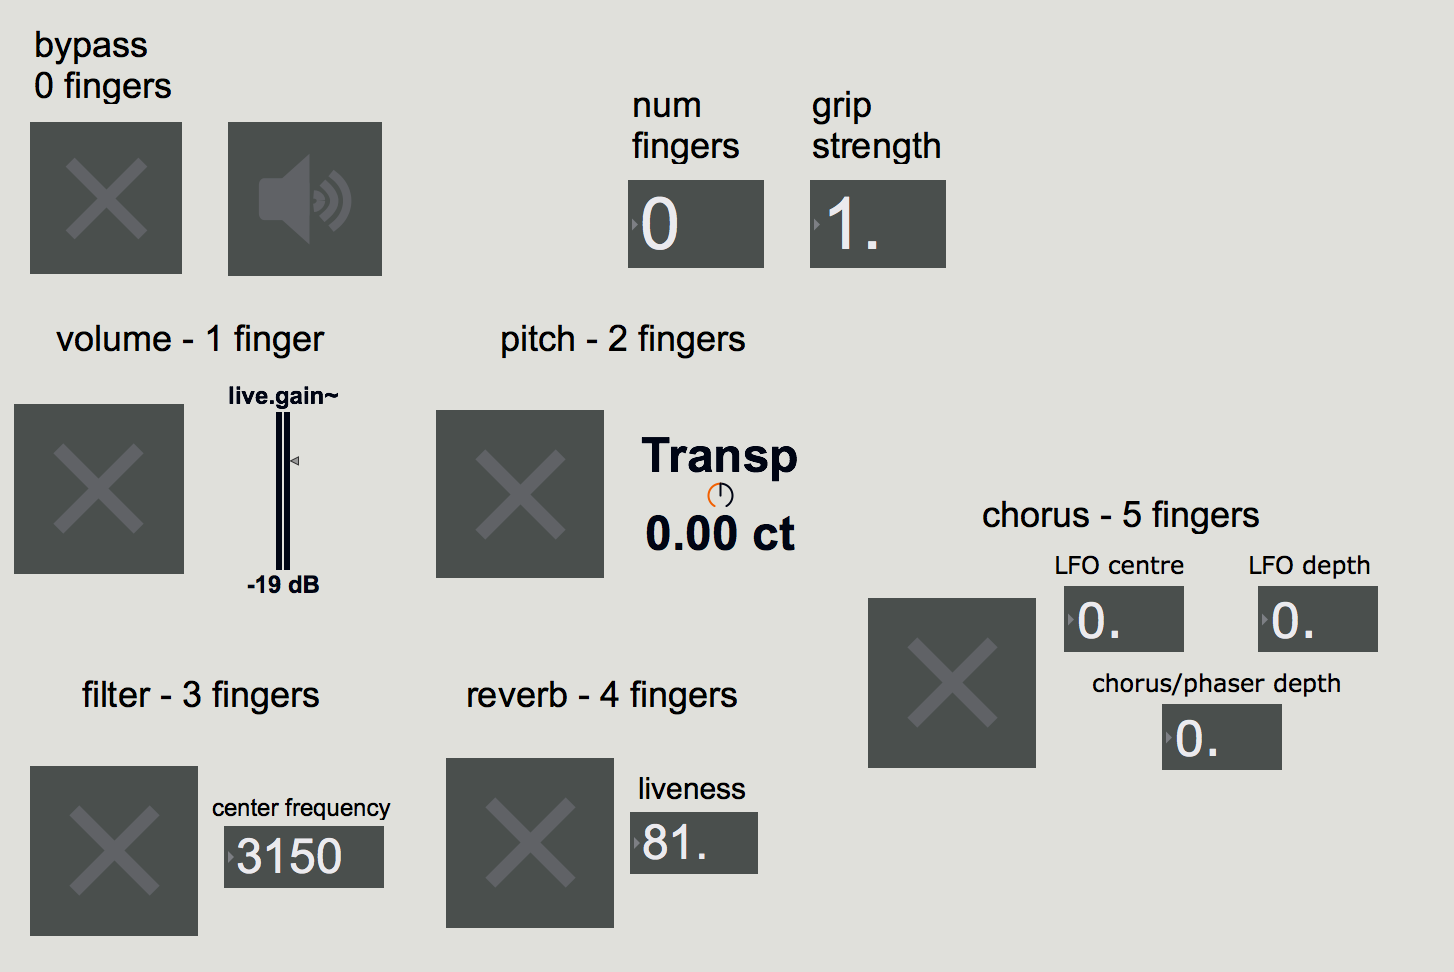 bypass
0 fingers
num
fingers
grip
strength
0
1.
volume - 1 finger
pitch - 2 fingers
live.gain~
-19 dB
Transp
0.00 ct
chorus - 5 fingers
LFO centre
LFO depth
0.
0.
chorus/phaser depth
0.
filter - 3 fingers
reverb - 4 fingers
center frequency
3150
liveness
81.